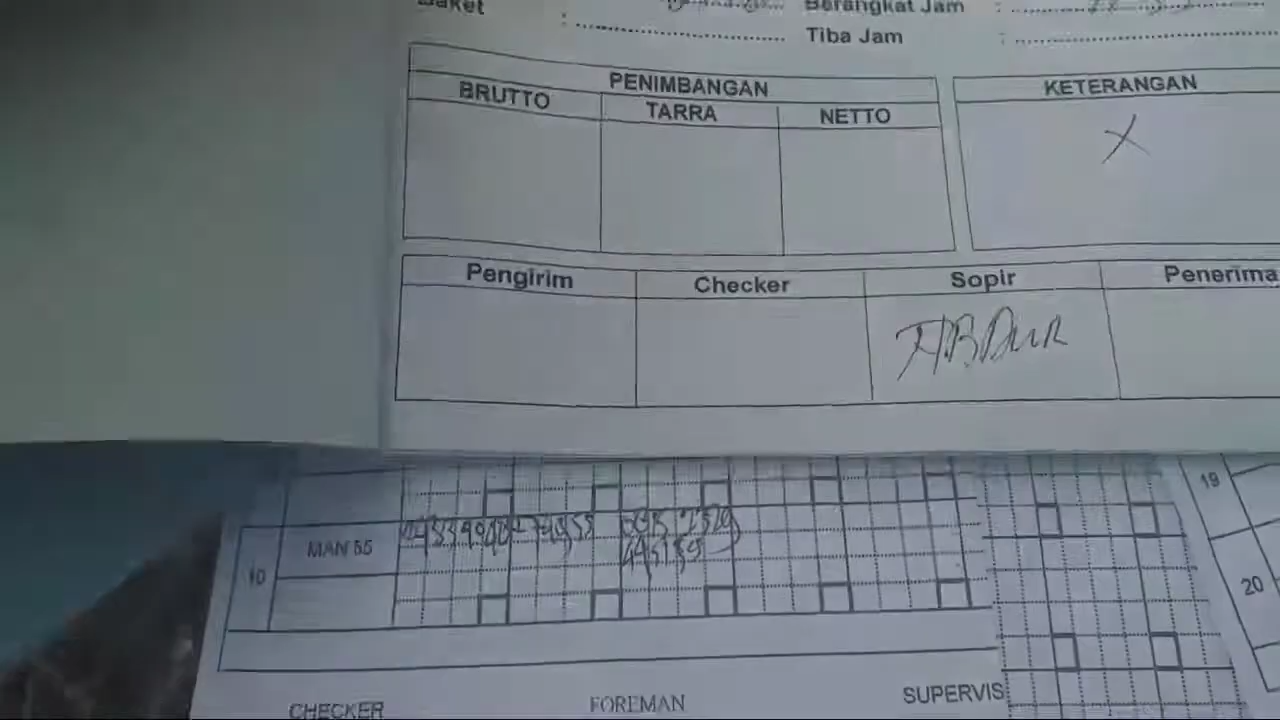 Berangkat Jam :
: Tiba Jam :
PENIMBANGAN
BRUTTO TARRA NETTO
KETERANGAN
X
Pengirim Checker Sopir Penerima
ABDUR
19
10 MAN 55
20
CHECKER FOREMAN SUPERVIS